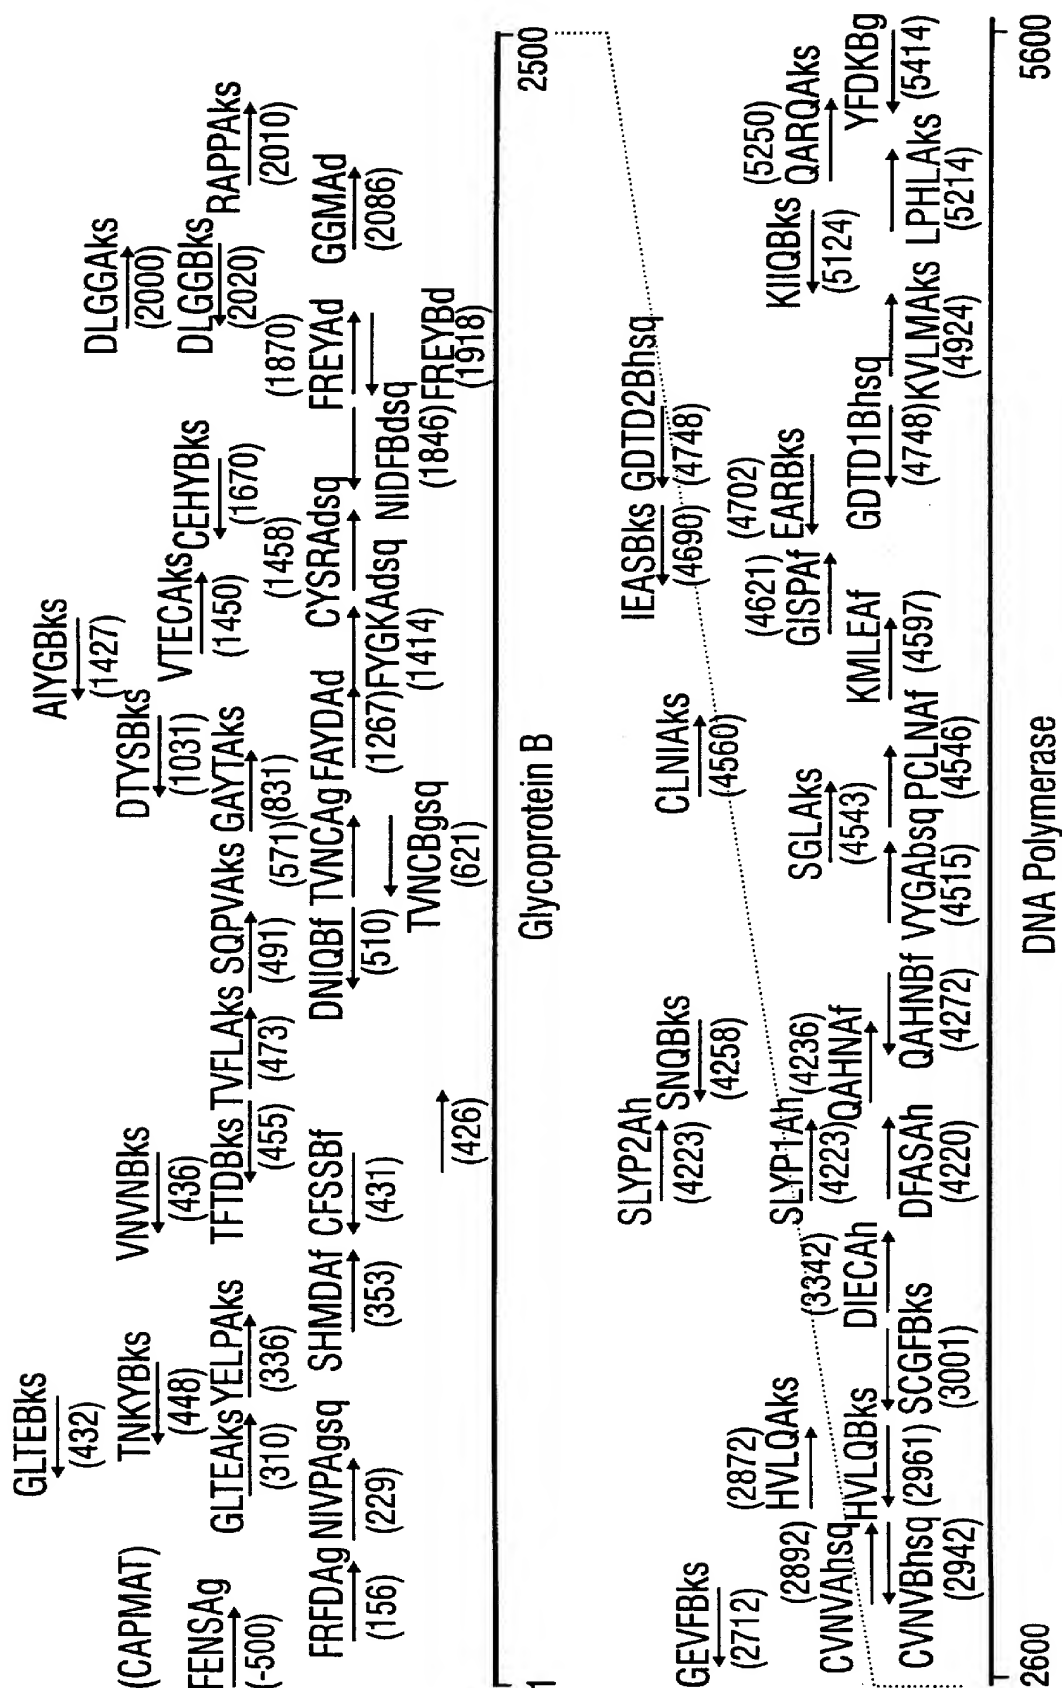 GLTEBks
(432)
AIYGBks
(1427)
(CAPMAT)
TNKYBks
(448)
VNVNBks
(436)
DTYSBks
(1031)
VTECAks
(1450)
CEHYBks
(1670)
DLGGAks
(2000)
DLGGBks
(2020)
RAPPAks
(2010)
FENSAg
(-500)
GLTEAks
(310)
YELPAks
(336)
TFTDBks
(455)
TVFLAks
(473)
SQPVAks
(491)
GAYTAks
(831)
FRFDAg
(156)
NIVPAgsq
(229)
SHMDAf
(353)
CFSSBf
(431)
DNIQBf
(510)
(571)
TVNCAg
FAYDAd
(1267)
FYGKAdsq
(1414)
(1458)
CYSRAdsq
NIDFBdsq
(1846)
(1870)
FREYAd
FREYBd
(1918)
GGMAd
(2086)
(426)
TVNCBgsq
(621)
1
Glycoprotein B
2500
GEVFBks
(2712)
(2872)
HVLQAks
SLYP2Ah
(4223)
SNQBks
(4258)
CLNIAks
(4560)
IEASBks
(4690)
GDTD2Bhsq
(4748)
(2892)
CVNVAhsq
HVLQBks
(2961)
(3342)
DIECAh
SLYP1Ah
(4223)
(4236)
QAHNAf
SGLAks
(4543)
(4621)
GISPAf
(4702)
EARBks
KIIQBks
(5124)
(5250)
QARQAks
CVNVBhsq
(2942)
SCGFBks
(3001)
DFASAh
(4220)
QAHNBf
(4272)
VYGAbsq
(4515)
PCLNAf
(4546)
KMLEAf
(4597)
GDTD1Bhsq
(4748)
KVLMAks
(4924)
LPHLAks
(5214)
YFDKBg
(5414)
2600
DNA Polymerase
5600